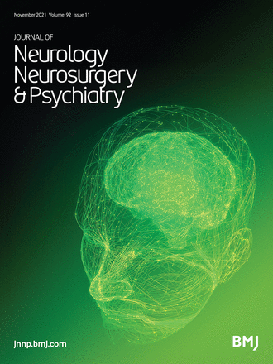 November 2021 Volume 92 Issue 11
JOURNAL OF
Neurology
Neurosurgery
& Psychiatry
jnnp.bmj.com
BMJ